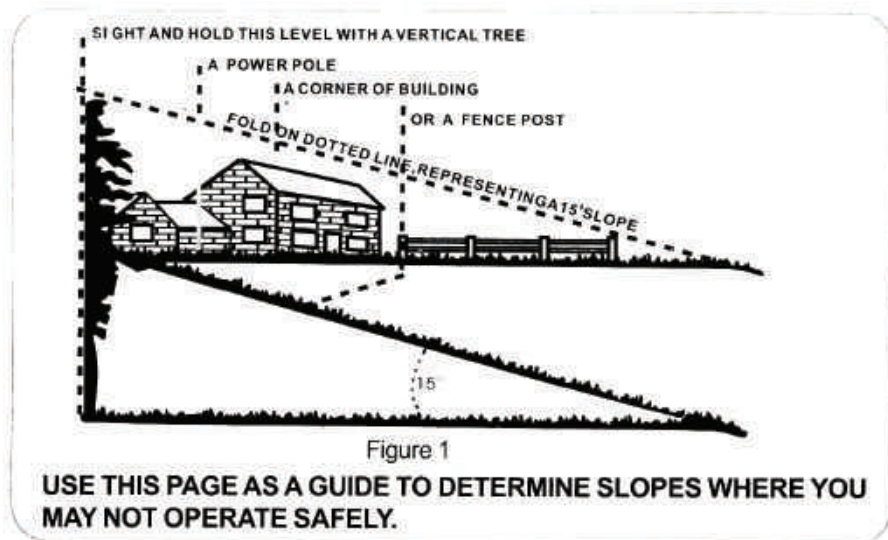 SIGHT AND HOLD THIS LEVEL WITH A VERTICAL TREE
A POWER POLE
A CORNER OF BUILDING
OR A FENCE POST
FOLD ON DOTTED LINE,REPRESENTINGA15°SLOPE
15
Figure 1
USE THIS PAGE AS A GUIDE TO DETERMINE SLOPES WHERE YOU
MAY NOT OPERATE SAFELY.